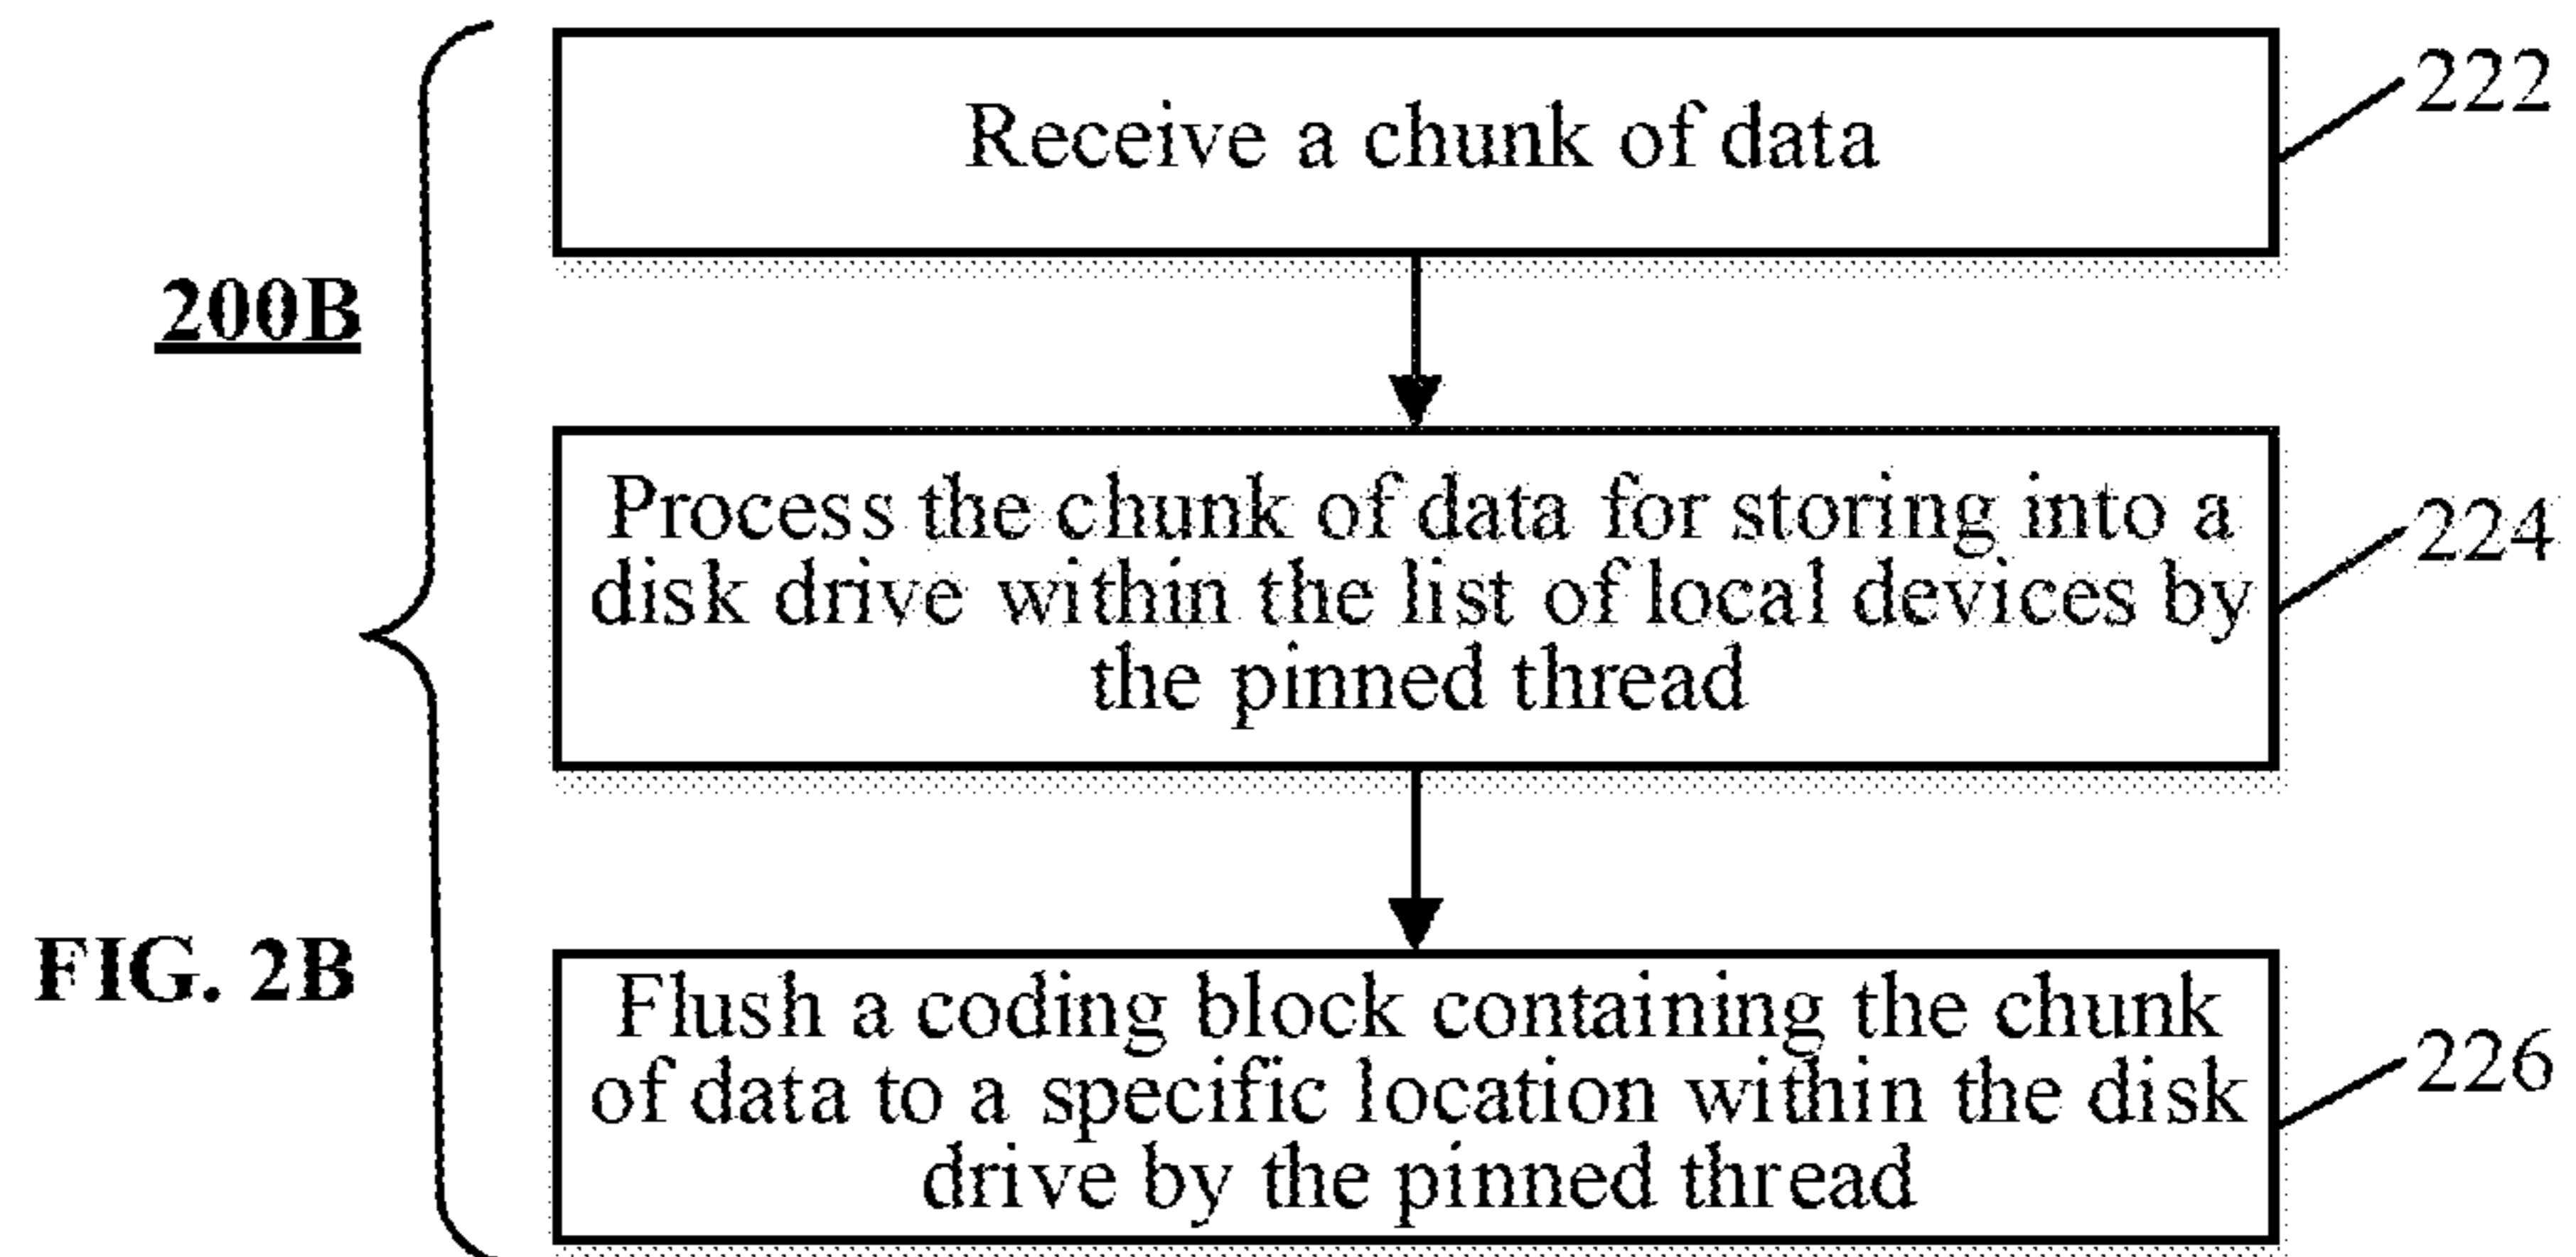 Receive a chunk of data
222
200B
Process the chunk of data for storing into a
disk drive within the list of local devices by
the pinned thread
224
FIG. 2B
Flush a coding block containing the chunk
of data to a specific location within the disk
drive by the pinned thread
226